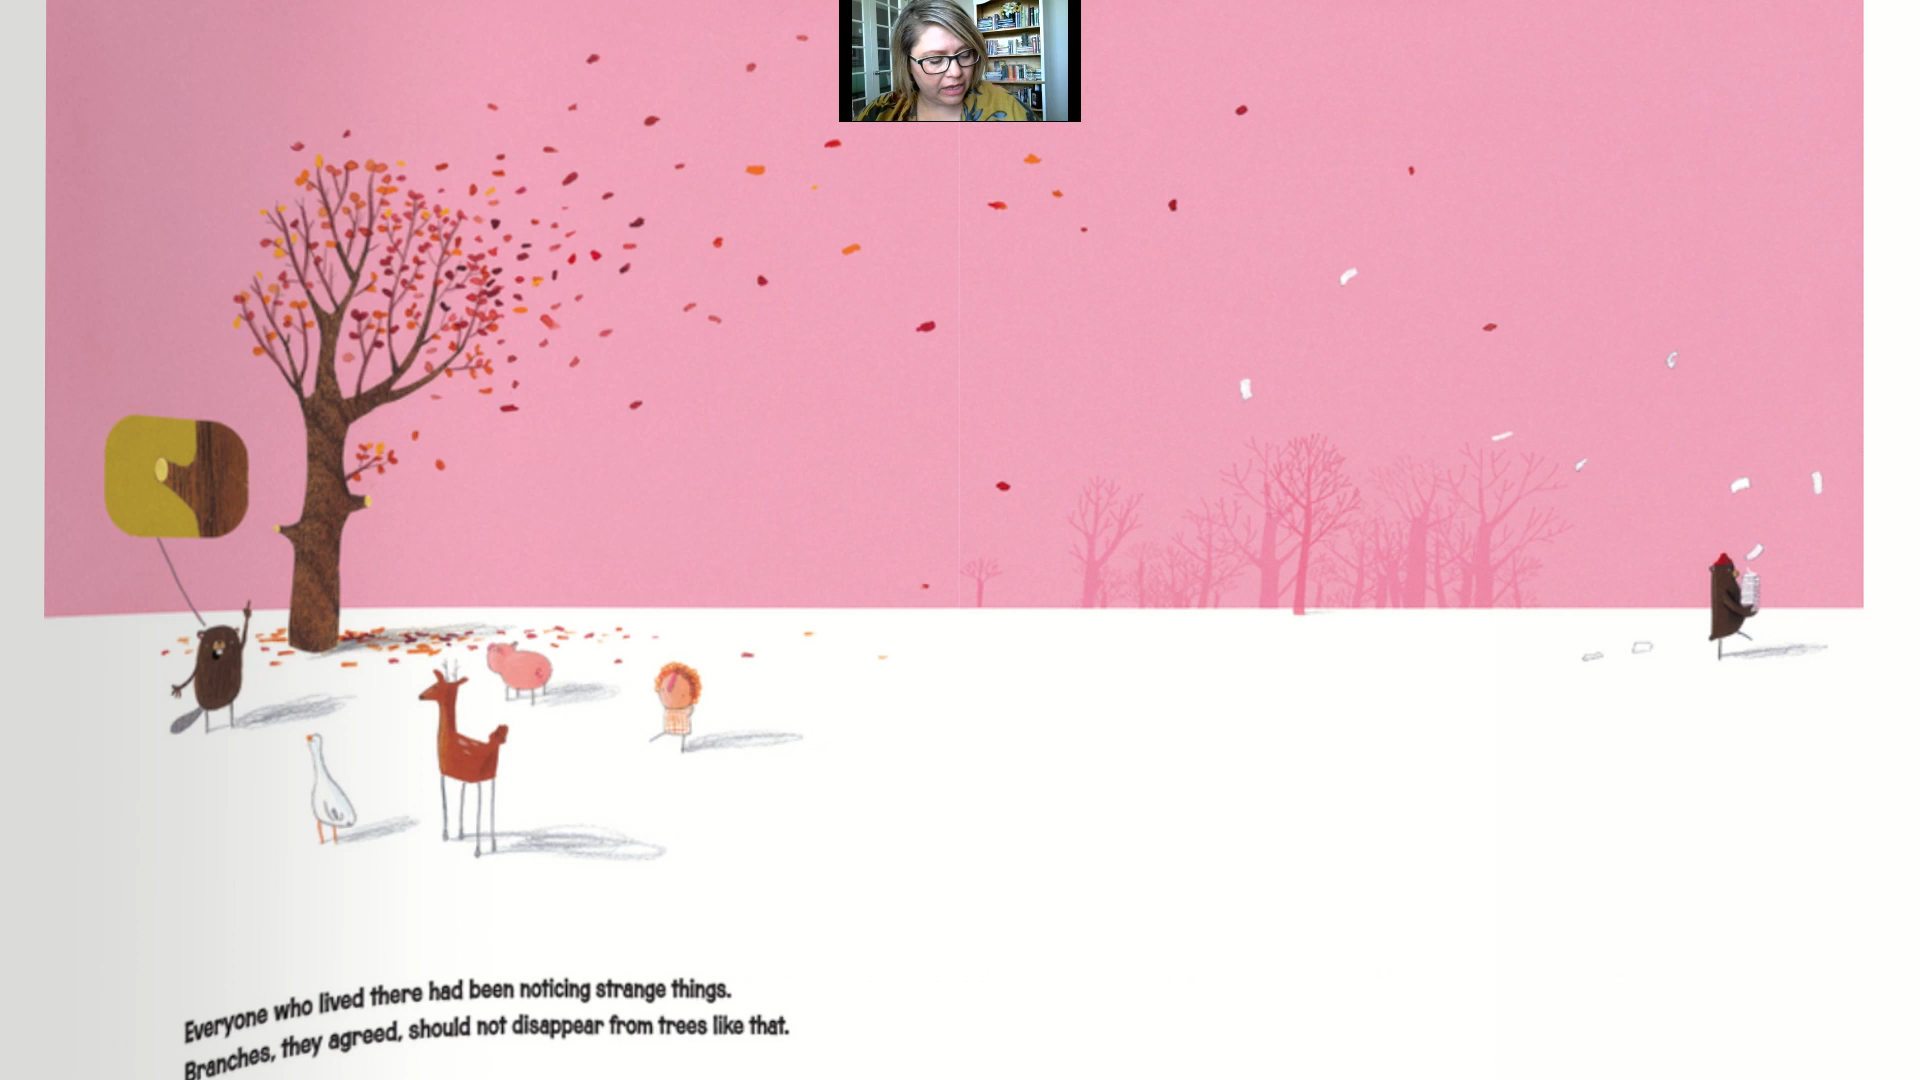 Everyone who lived there had been noticing strange things.
Branches, they agreed, should not disappear from trees like that.